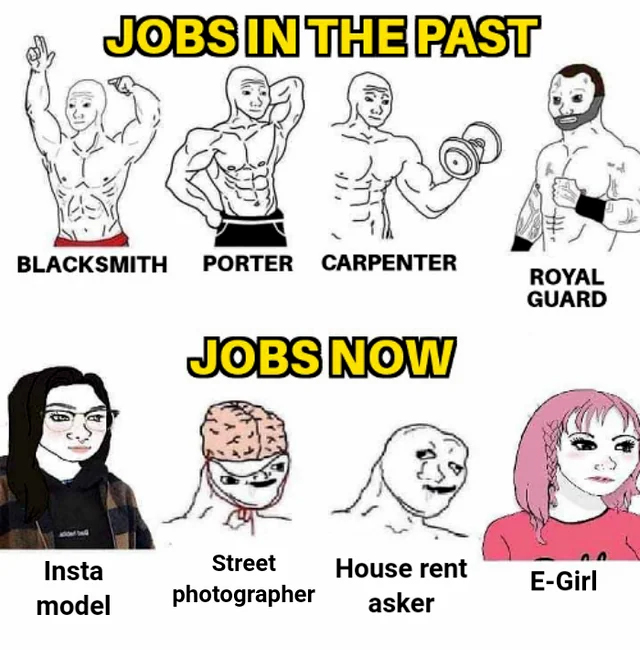 JOBS IN THE PAST
BLACKSMITH
PORTER
CARPENTER
ROYAL
GUARD
JOBS NOW
Insta
model
Street
photographer
House rent
asker
E-Girl